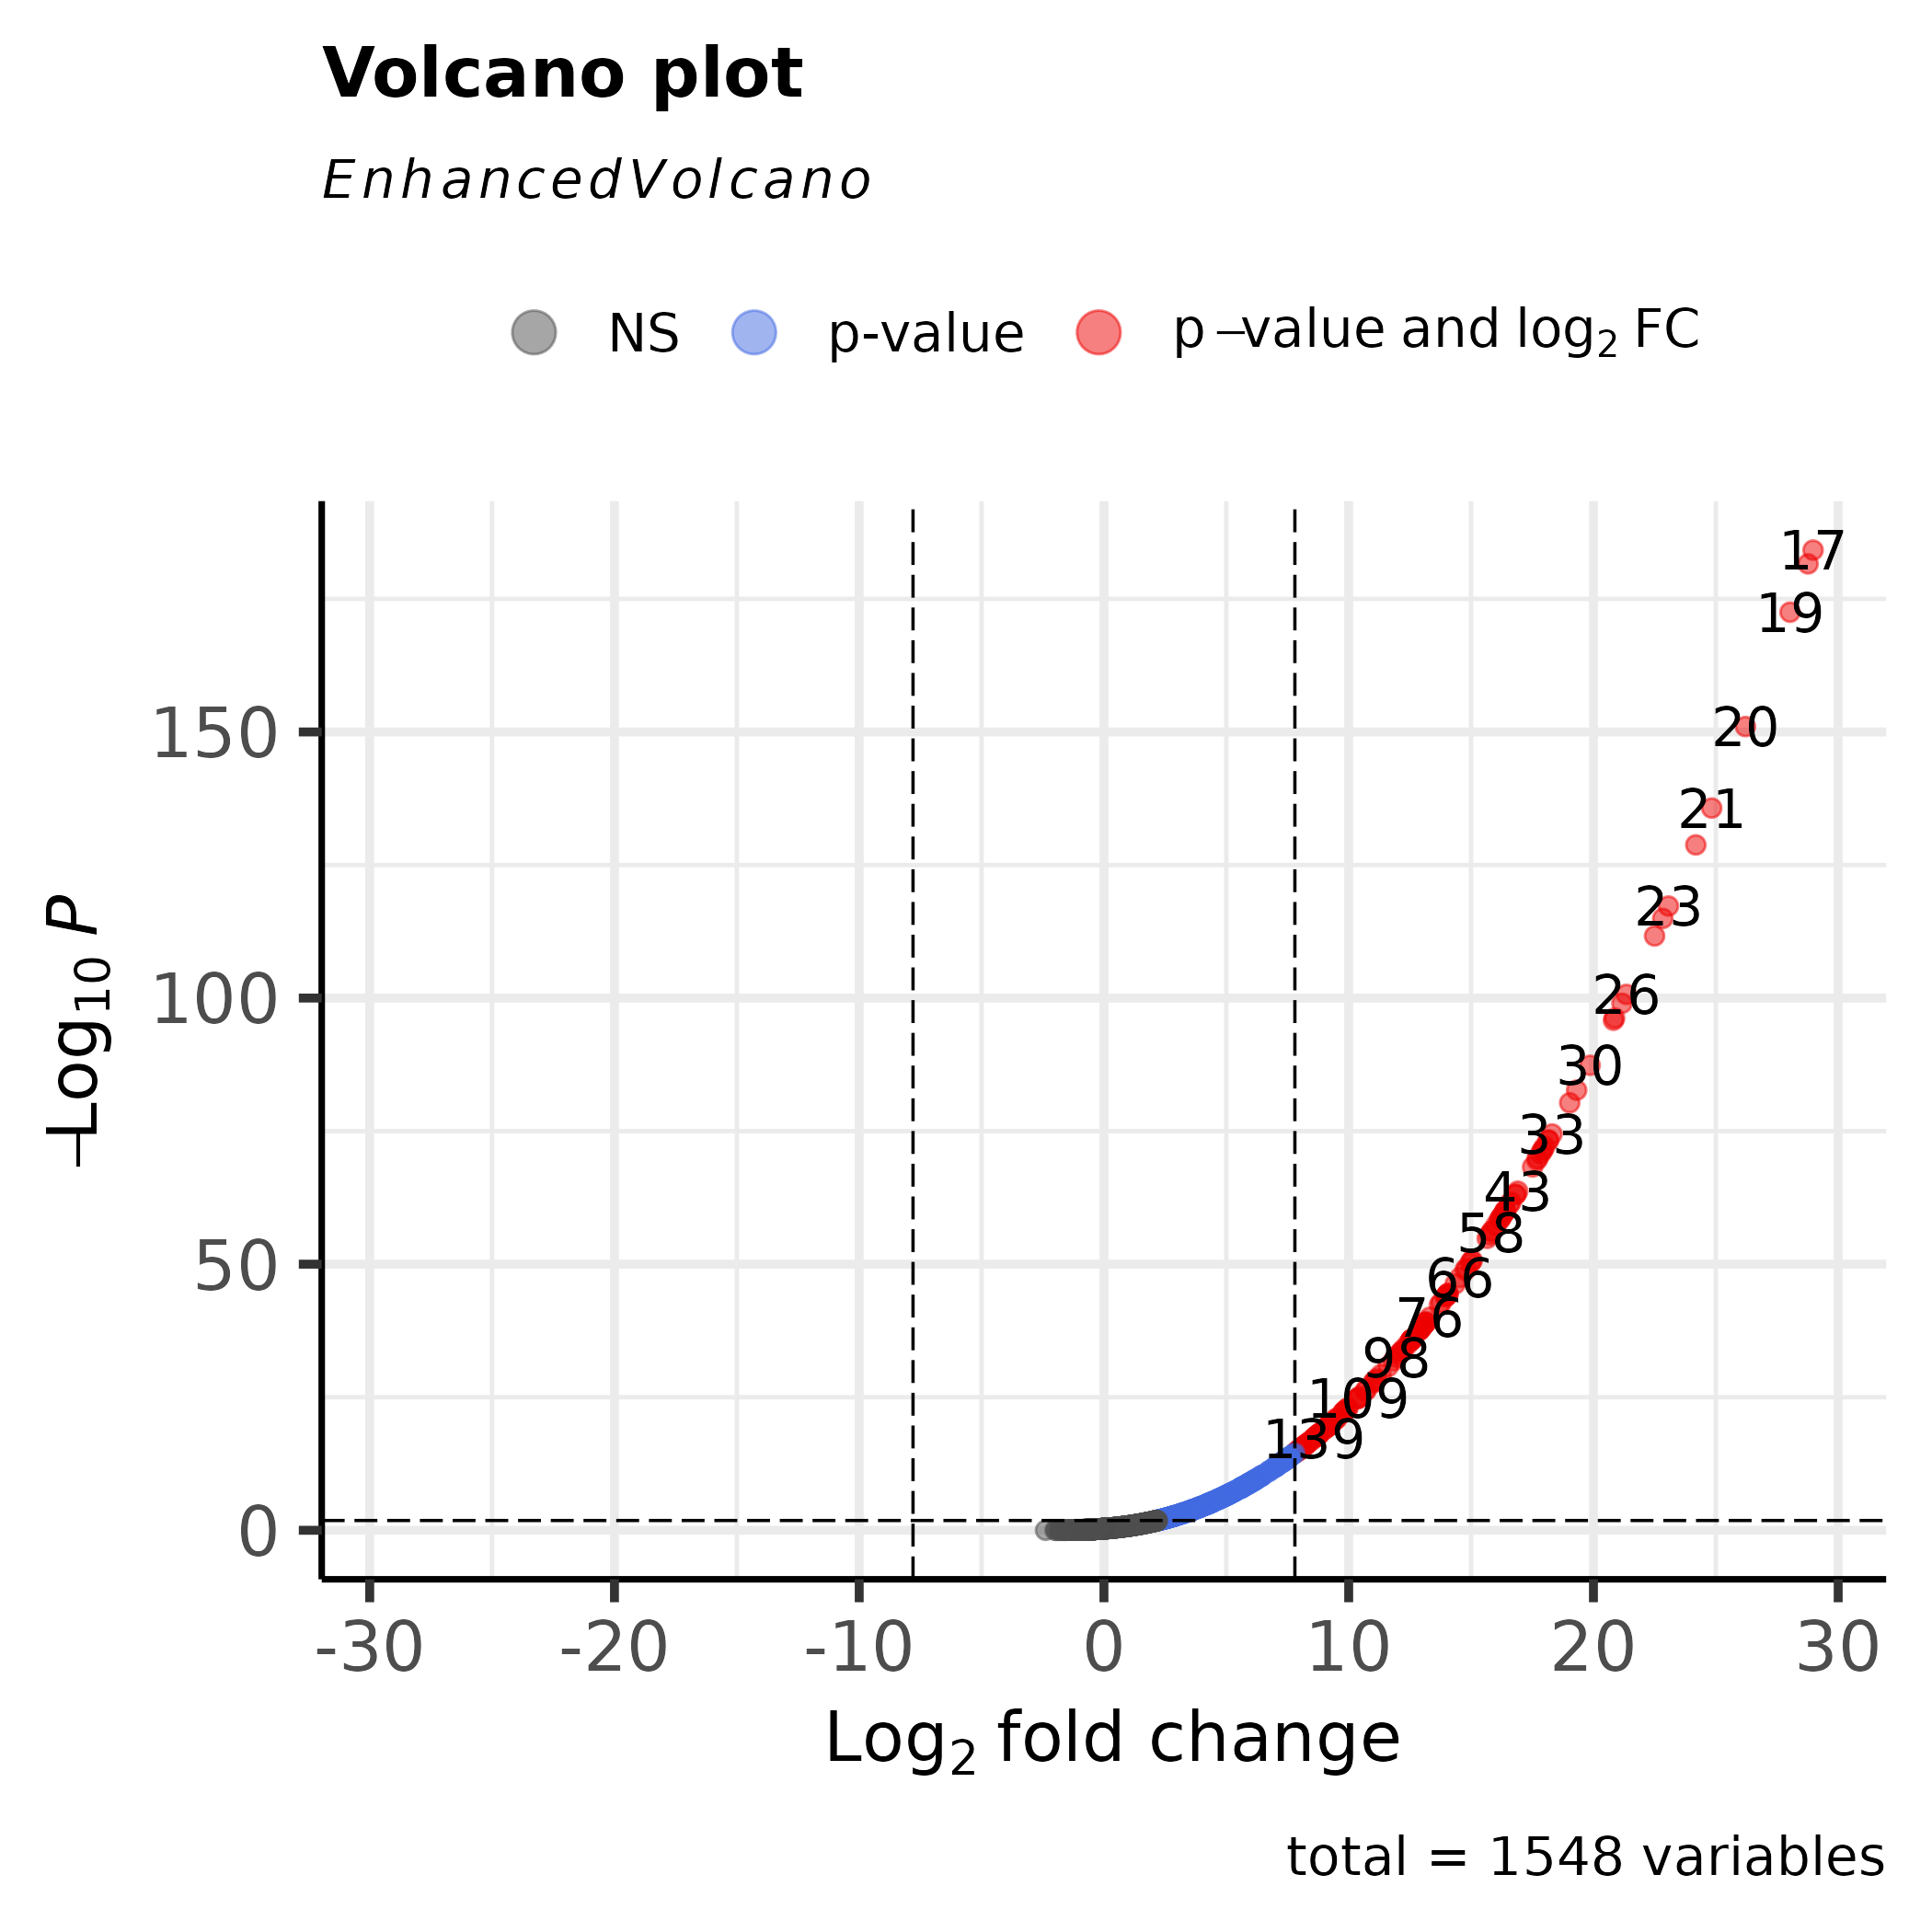 Volcano plot
EnhancedVolcano
NS p-value p−value and log₂ FC
17
19
150
20
21
23
100
26
30
33
43
58
50
66
76
98
109
139
0
−Log₁₀ P
-30 -20 -10 0 10 20 30
Log₂ fold change
total = 1548 variables